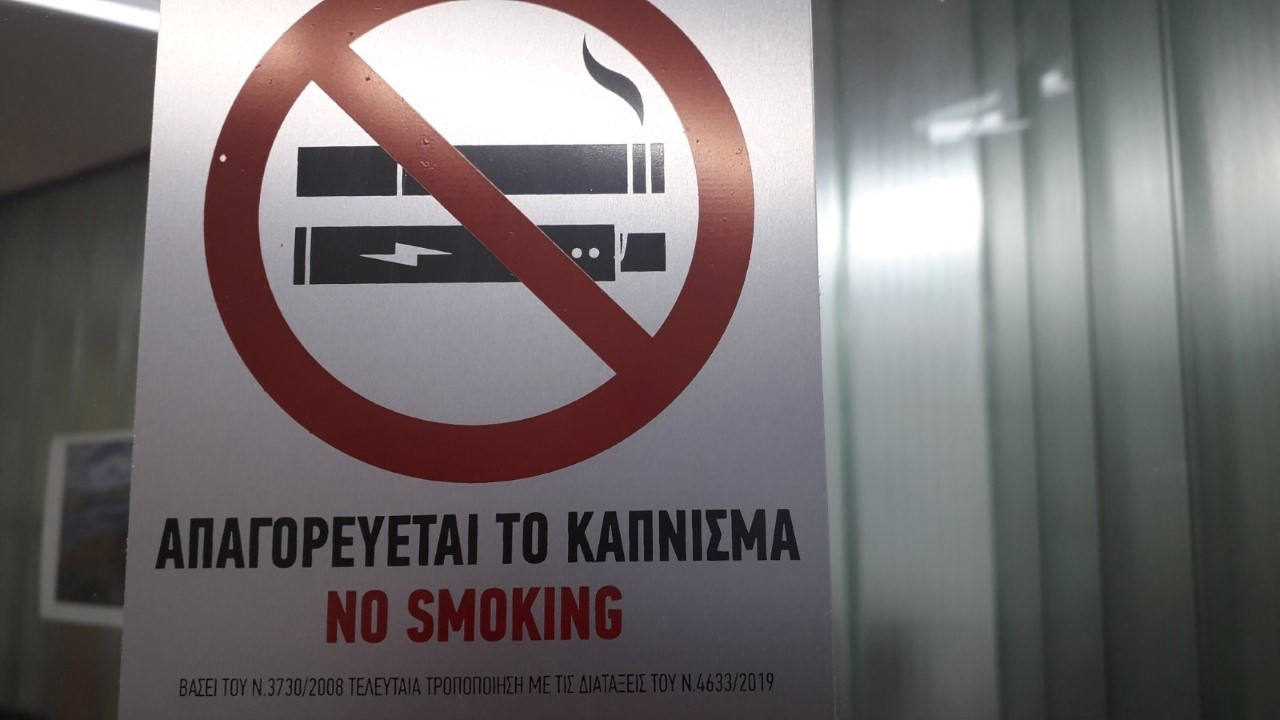 ΑΠΑΓΟΡΕΥΕΤΑΙ ΤΟ ΚΑΠΝΙΣΜΑ
NO SMOKING
ΒΑΣΕΙ ΤΟΥ Ν.3730/2008 ΤΕΛΕΥΤΑΙΑ ΤΡΟΠΟΠΟΙΗΣΗ ΜΕ ΤΙΣ ΔΙΑΤΑΞΕΙΣ ΤΟΥ Ν.4633/2019